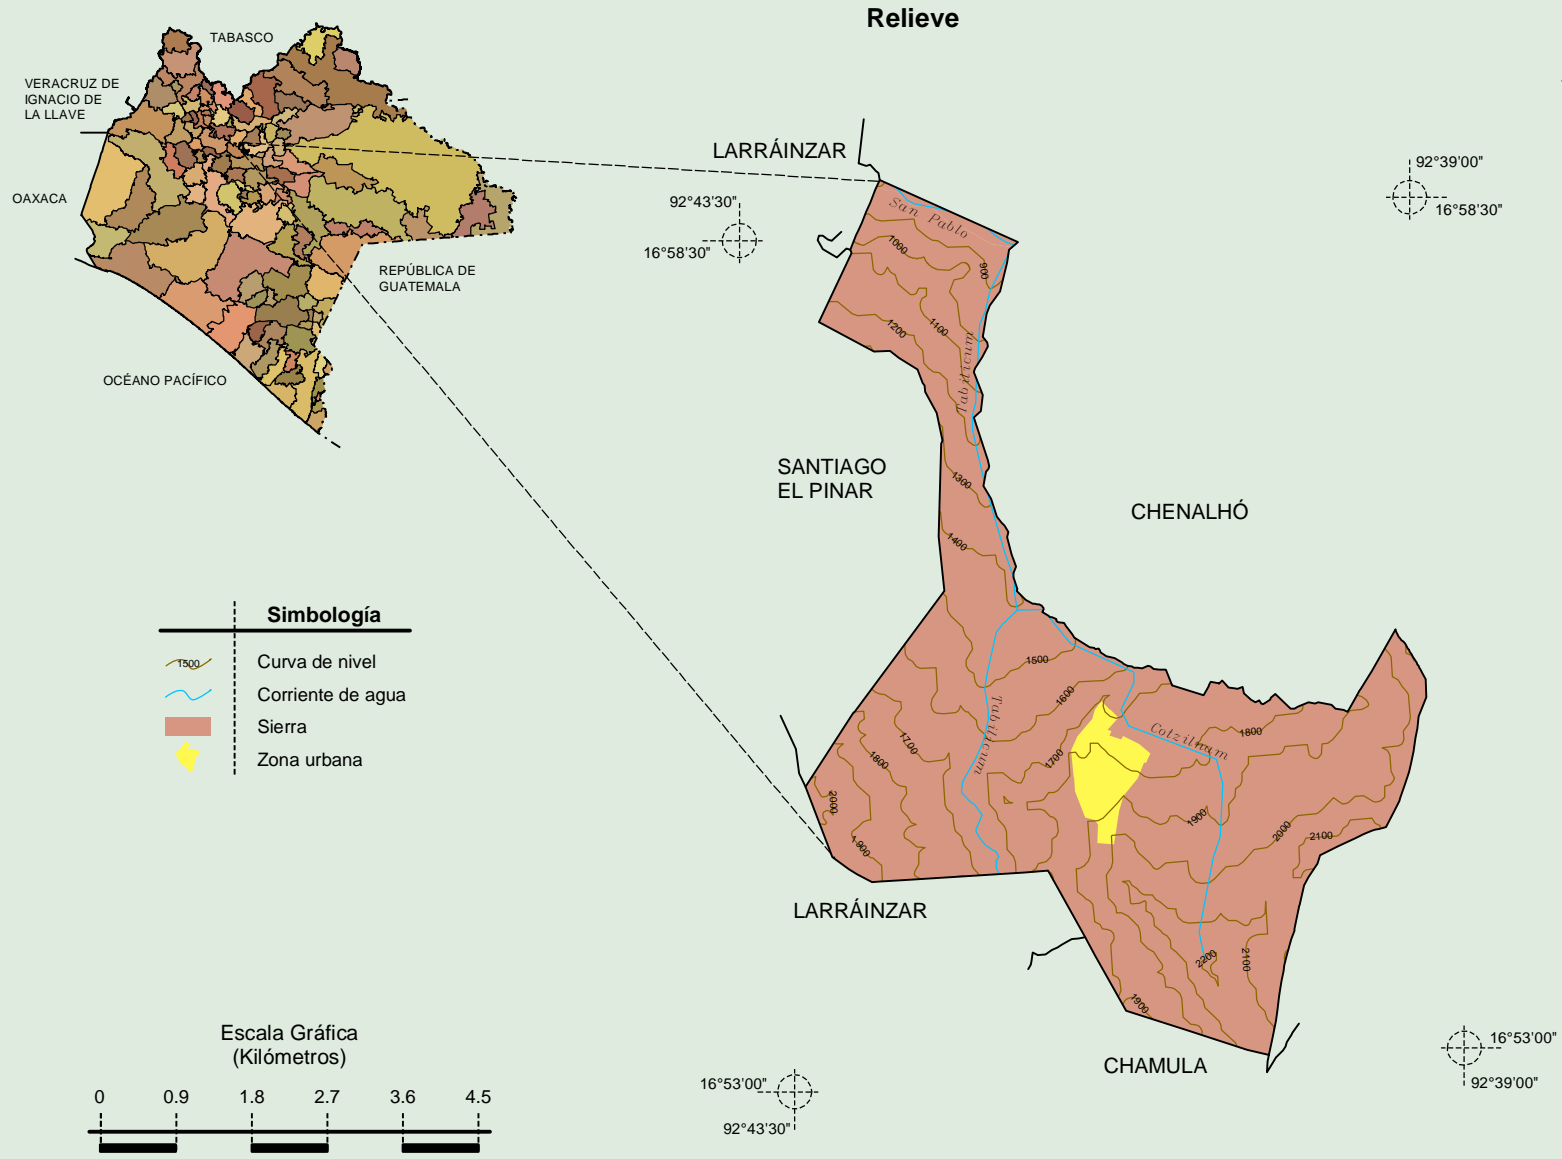 Relieve
TABASCO
VERACRUZ DE
IGNACIO DE
LA LLAVE
OAXACA
REPÚBLICA DE
GUATEMALA
OCÉANO PACÍFICO
LARRÁINZAR
92°43'30"
16°58'30"
92°39'00"
16°58'30"
San Pablo
1000
900
1200
1100
Tabilucum
SANTIAGO
EL PINAR
1300
CHENALHÓ
1400
1500
1600
Tabilucum
1700
1800
1700
Cotzilnum
1800
2000
1900
1900
2000
2100
LARRÁINZAR
2200
2100
1900
CHAMULA
16°53'00"
92°39'00"
16°53'00"
92°43'30"
Simbología
1500
Curva de nivel
Corriente de agua
Sierra
Zona urbana
Escala Gráfica
(Kilómetros)
0 0.9 1.8 2.7 3.6 4.5